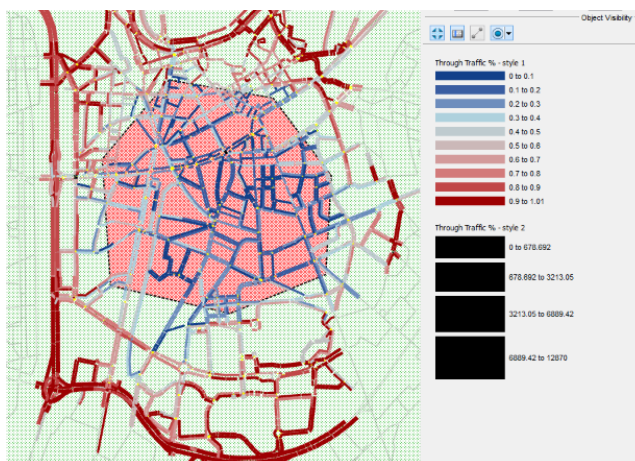 Object Visibility
Through Traffic % - style 1
0 to 0.1
0.1 to 0.2
0.2 to 0.3
0.3 to 0.4
0.4 to 0.5
0.5 to 0.6
0.6 to 0.7
0.7 to 0.8
0.8 to 0.9
0.9 to 1.01
Through Traffic % - style 2
0 to 678.692
678.692 to 3213.05
3213.05 to 6889.42
6889.42 to 12870